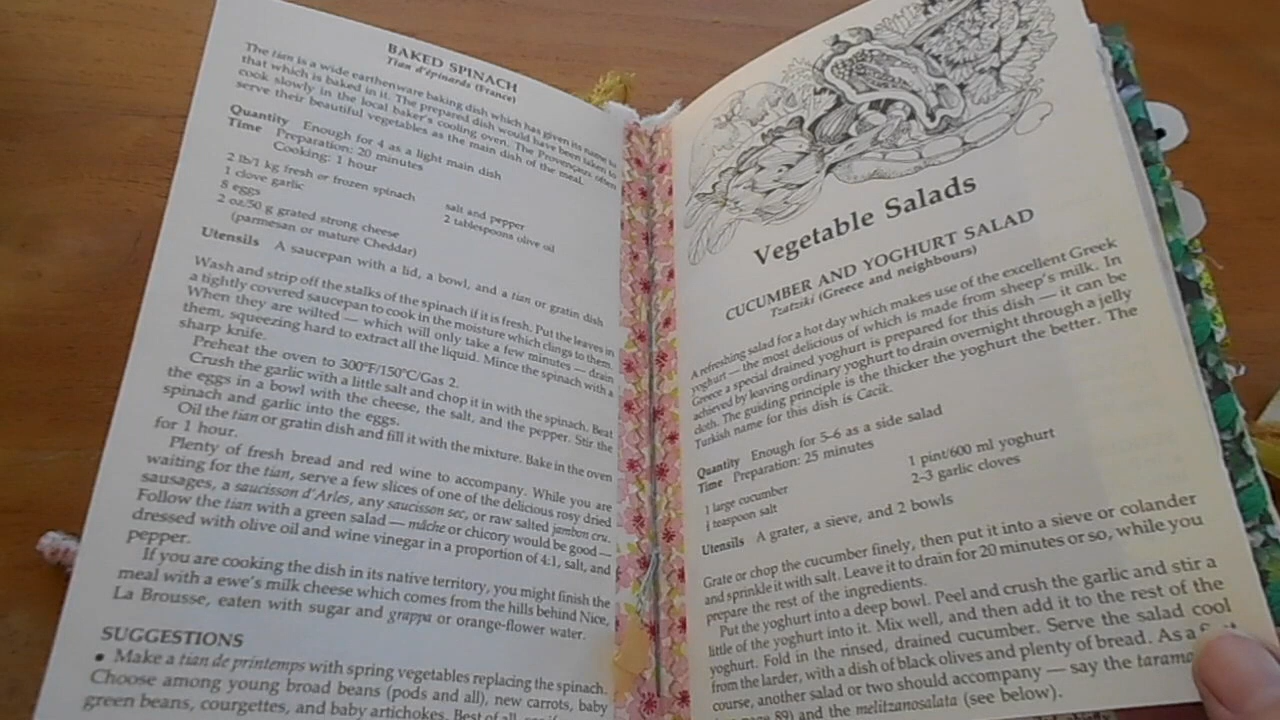 BAKED SPINACH
Tian d'épinards (France)
The tian is a wide earthenware baking dish which has given its name to
that which is baked in it. The prepared dish would have been taken to
cook slowly in the local baker's cooling oven. The Provençaux often
serve their beautiful vegetables as the main dish of the meal.
Quantity Enough for 4 as a light main dish
Time Preparation: 20 minutes
Cooking: 1 hour
2 lb/1 kg fresh or frozen spinach
1 clove garlic
8 eggs
2 oz/50 g grated strong cheese
(parmesan or mature Cheddar)
salt and pepper
2 tablespoons olive oil
Utensils A saucepan with a lid, a bowl, and a tian or gratin dish
Wash and strip off the stalks of the spinach if it is fresh. Put the leaves in
a tightly covered saucepan to cook in the moisture which clings to them.
When they are wilted — which will only take a few minutes — drain
them, squeezing hard to extract all the liquid. Mince the spinach with a
sharp knife.
Preheat the oven to 300°F/150°C/Gas 2.
Crush the garlic with a little salt and chop it in with the spinach. Beat
the eggs in a bowl with the cheese, the salt, and the pepper. Stir the
spinach and garlic into the eggs.
Oil the tian or gratin dish and fill it with the mixture. Bake in the oven
for 1 hour.
Plenty of fresh bread and red wine to accompany. While you are
waiting for the tian, serve a few slices of one of the delicious rosy dried
sausages, a saucisson d'Arles, any saucisson sec, or raw salted jambon cru.
Follow the tian with a green salad — mâche or chicory would be good —
dressed with olive oil and wine vinegar in a proportion of 4:1, salt, and
pepper.
If you are cooking the dish in its native territory, you might finish the
meal with a ewe's milk cheese which comes from the hills behind Nice,
La Brousse, eaten with sugar and grappa or orange-flower water.
SUGGESTIONS
• Make a tian de printemps with spring vegetables replacing the spinach.
Choose among young broad beans (pods and all), new carrots, baby
green beans, courgettes, and baby artichokes. Best of all
Vegetable Salads
CUCUMBER AND YOGHURT SALAD
Tzatziki (Greece and neighbours)
A refreshing salad for a hot day which makes use of the excellent Greek
yoghurt — the most delicious of which is made from sheep's milk. In
Greece a special drained yoghurt is prepared for this dish — it can be
achieved by leaving ordinary yoghurt to drain overnight through a jelly
cloth. The guiding principle is the thicker the yoghurt the better. The
Turkish name for this dish is Cacik.
Quantity Enough for 5–6 as a side salad
Time Preparation: 25 minutes
1 large cucumber
1 teaspoon salt
1 pint/600 ml yoghurt
2–3 garlic cloves
Utensils A grater, a sieve, and 2 bowls
Grate or chop the cucumber finely, then put it into a sieve or colander
and sprinkle it with salt. Leave it to drain for 20 minutes or so, while you
prepare the rest of the ingredients.
Put the yoghurt into a deep bowl. Peel and crush the garlic and stir a
little of the yoghurt into it. Mix well, and then add it to the rest of the
yoghurt. Fold in the rinsed, drained cucumber. Serve the salad cool
from the larder, with a dish of black olives and plenty of bread. As a
course, another salad or two should accompany — say the
89) and the melitzanosalata (see below).